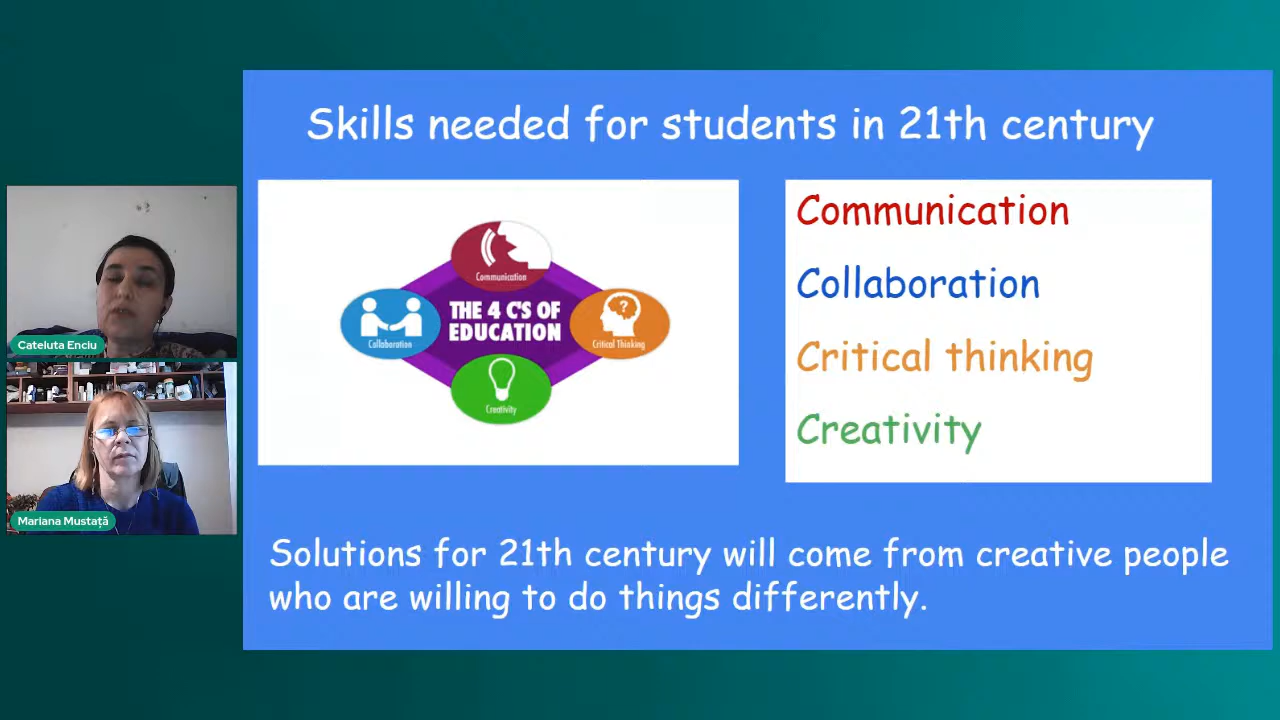 Skills needed for students in 21th century
Communication
Collaboration
THE 4 C'S OF
EDUCATION
Critical Thinking
Creativity
Communication
Collaboration
Critical thinking
Creativity
Cateluta Enciu
Mariana Mustață
Solutions for 21th century will come from creative people
who are willing to do things differently.